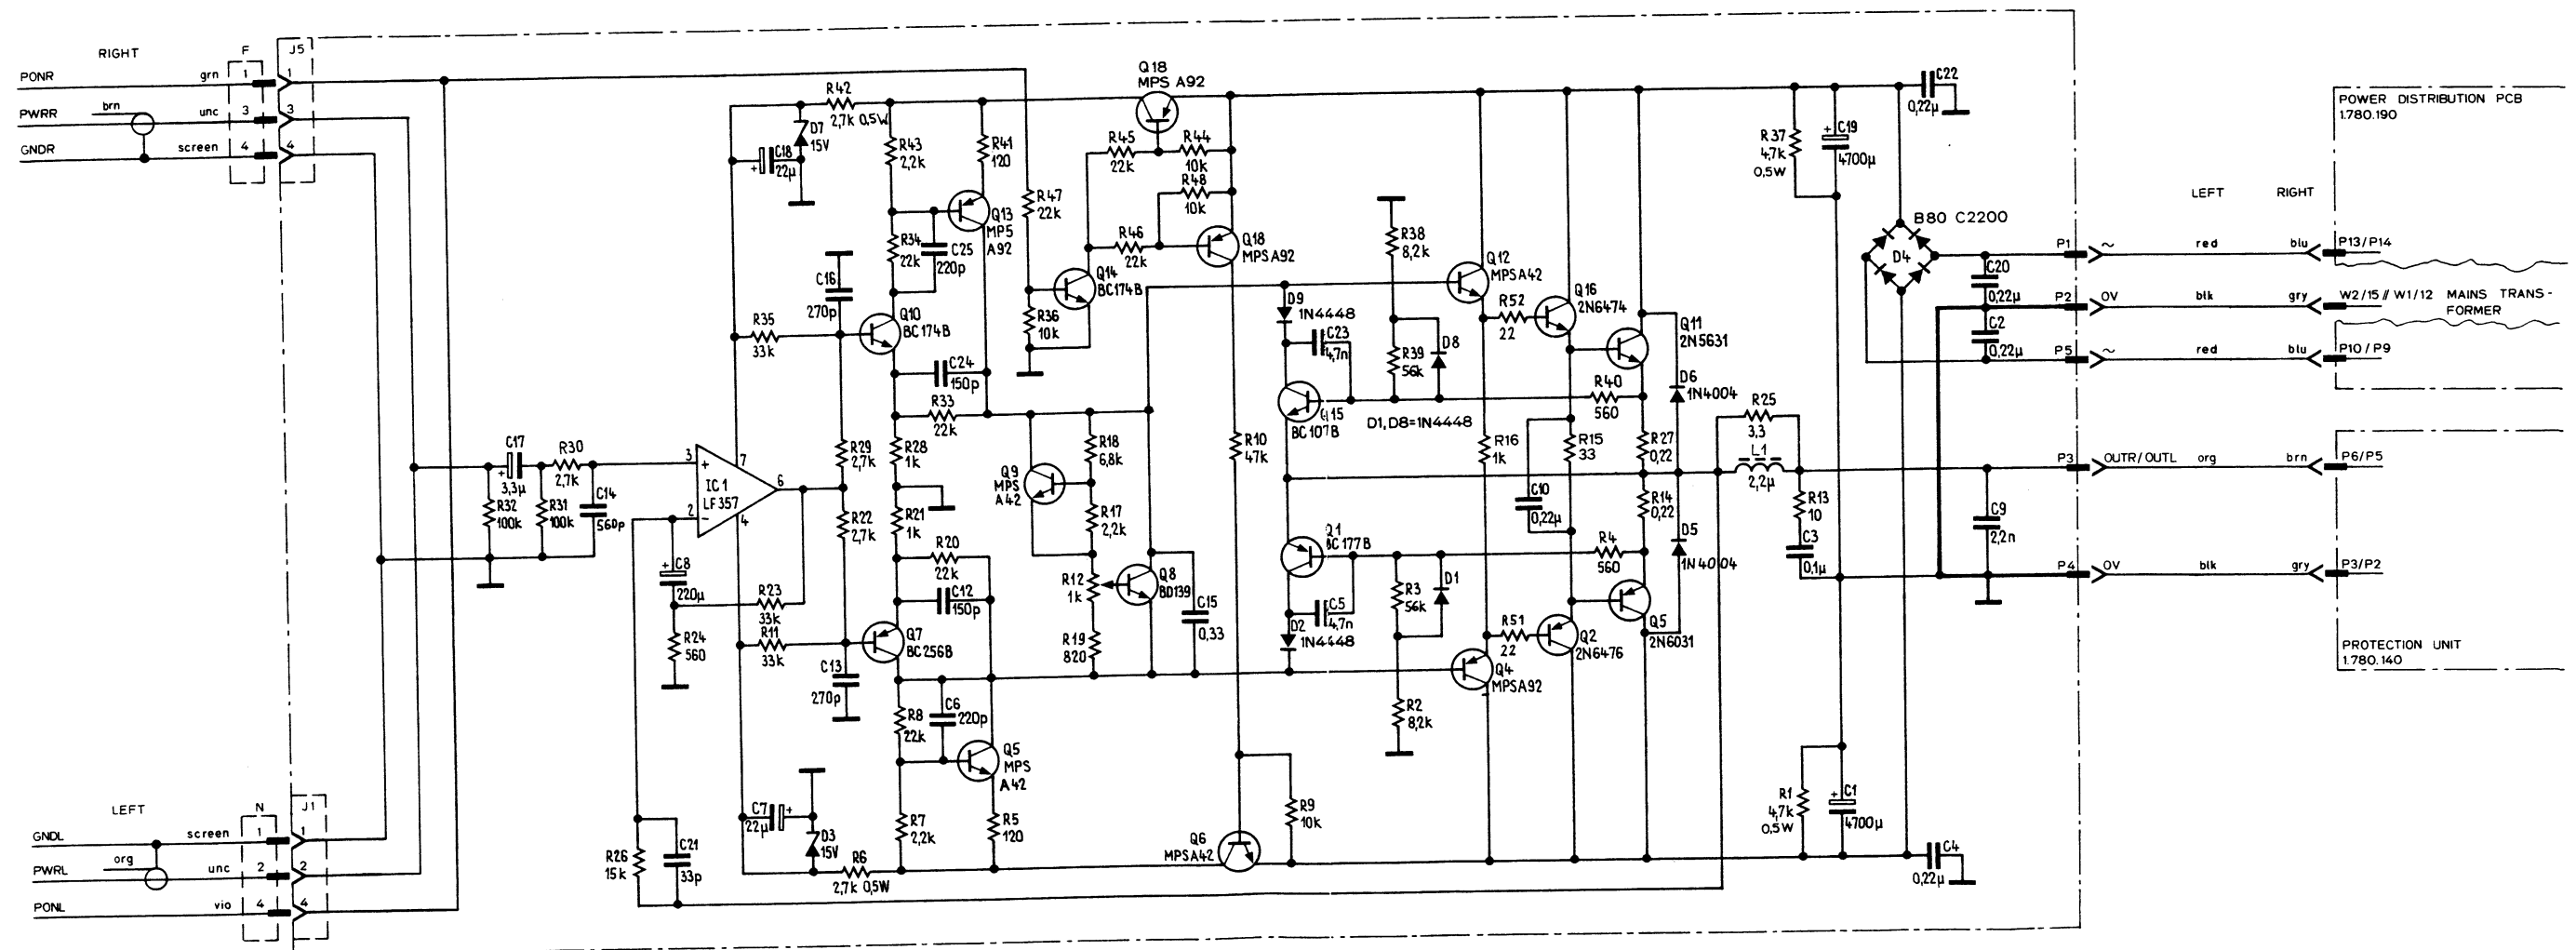 RIGHT
F
J5
PONR
grn
1
1
PWRR
brn
unc
3
3
GNDR
screen
4
4
LEFT
N
J1
GNDL
screen
1
1
PWRL
org
unc
2
2
PONL
vio
4
4
C17
3,3µ
R30
2,7k
R32
100k
R31
100k
C14
560p
3
+
7
IC1
LF357
6
2
-
4
C8
+
220µ
R24
560
R23
33k
R11
33k
R26
15k
C21
33p
R42
2,7k 0,5W
D7
15V
C18
+
22µ
R43
2,2k
R41
120
Q13
MP5
A92
R34
22k
C25
220p
C16
270p
R35
33k
Q10
BC174B
C24
150p
R33
22k
R29
2,7k
R28
1k
R22
2,7k
R21
1k
R20
22k
C12
150p
Q7
BC256B
C13
270p
R8
22k
C6
220p
Q5
MPS
A42
R7
2,2k
R5
120
C7
22µ
+
D3
15V
R6
2,7k 0,5W
R47
22k
R36
10k
Q14
BC174B
R45
22k
R44
10k
R48
10k
R46
22k
Q18
MPS A92
Q18
MPSA92
Q9
MPS
A42
R18
6,8k
R17
2,2k
R12
1k
R19
820
Q8
BD139
C15
0,33
R10
47k
R9
10k
Q6
MPSA42
D9
1N4448
C23
4,7n
Q15
BC107B
D1,D8=1N4448
R38
8,2k
R39
56k
D8
R40
560
Q12
MPSA42
R52
22
Q16
2N6474
Q11
2N5631
D6
1N4004
R16
1k
R15
33
R27
0,22
C10
0,22µ
R14
0,22
D5
1N4004
Q1
BC177B
C5
4,7n
D2
1N4448
R3
56k
D1
R4
560
R2
8,2k
R51
22
Q4
MPSA92
Q2
2N6476
Q5
2N6031
R25
3,3
L1
2,2µ
R13
10
C3
0,1µ
C9
2,2n
R37
4,7k
0,5W
+
C19
4700µ
C22
0,22µ
B80 C2200
D4
C20
0,22µ
C2
0,22µ
R1
4,7k
0,5W
+
C1
4700µ
C4
0,22µ
LEFT
RIGHT
P1
~
red
blu
P13/P14
P2
0V
blk
gry
W2/15 // W1/12
MAINS TRANS-
FORMER
P5
~
red
blu
P10/P9
P3
OUTR/OUTL
org
brn
P6/P5
P4
0V
blk
gry
P3/P2
POWER DISTRIBUTION PCB
1.780.190
PROTECTION UNIT
1.780.140